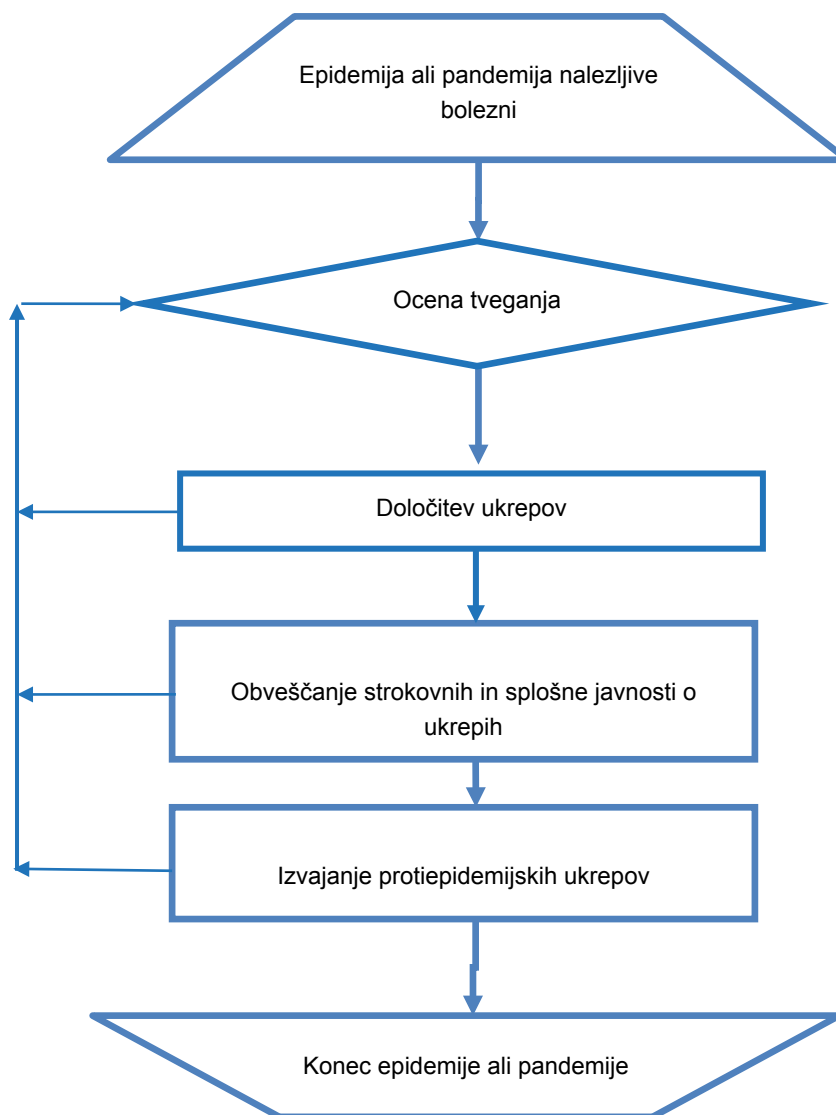 Epidemija ali pandemija nalezljive
bolezni
Ocena tveganja
Določitev ukrepov
Obveščanje strokovnih in splošne javnosti o
ukrepih
Izvajanje protiepidemijskih ukrepov
Konec epidemije ali pandemije